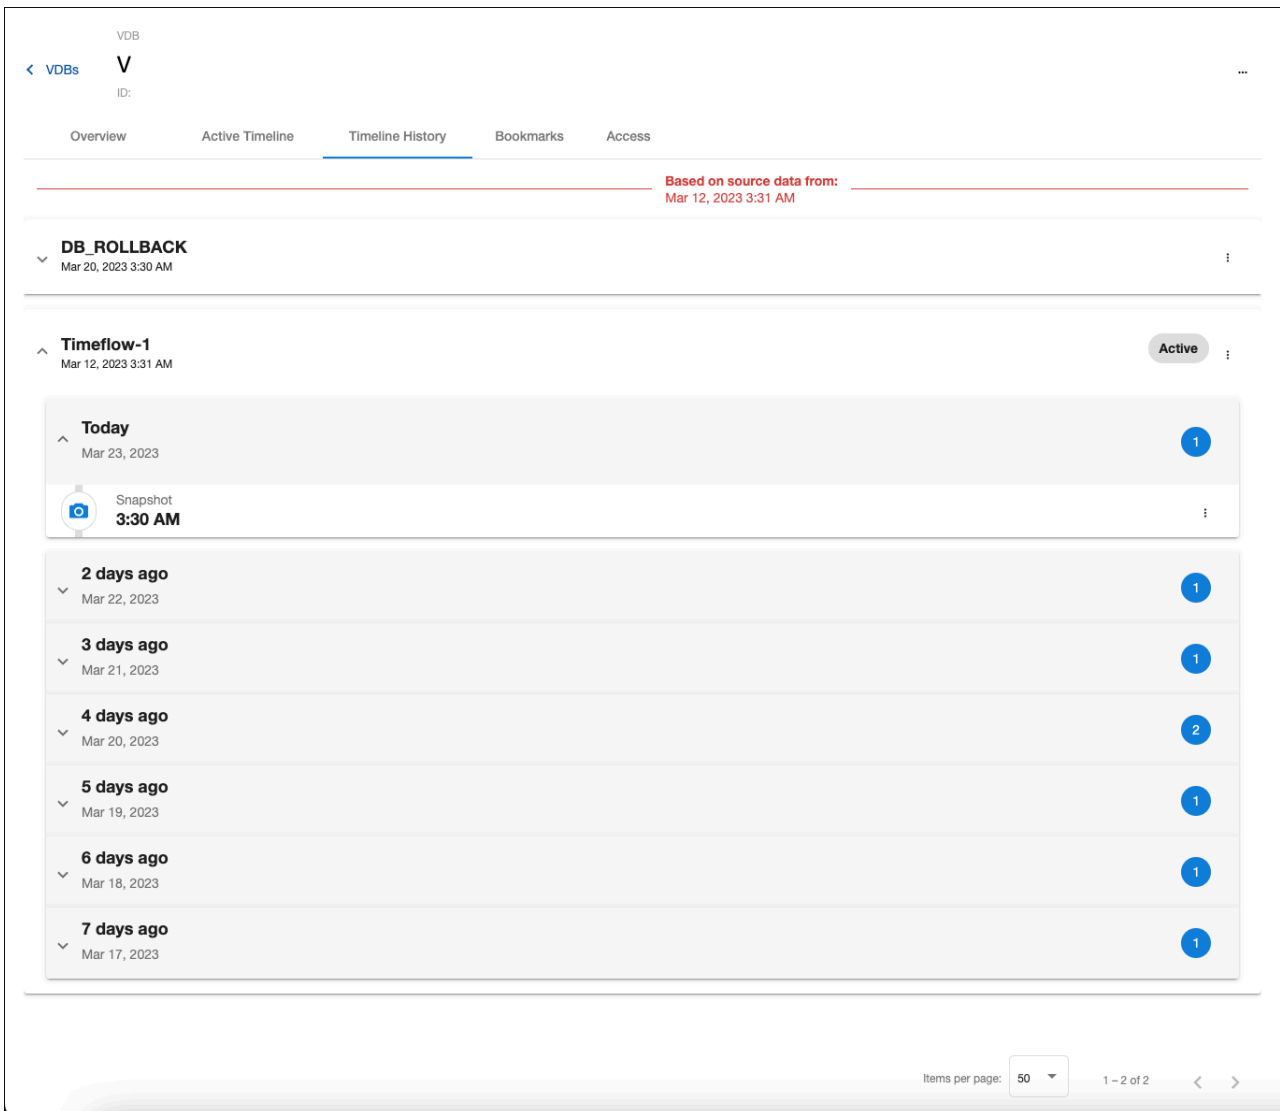 VDB
VDBs
V
...
ID:
Overview Active Timeline Timeline History Bookmarks Access
Based on source data from:
Mar 12, 2023 3:31 AM
DB_ROLLBACK
Mar 20, 2023 3:30 AM
Timeflow-1
Mar 12, 2023 3:31 AM
Active
Today
Mar 23, 2023
1
Snapshot
3:30 AM
2 days ago
Mar 22, 2023
1
3 days ago
Mar 21, 2023
1
4 days ago
Mar 20, 2023
2
5 days ago
Mar 19, 2023
1
6 days ago
Mar 18, 2023
1
7 days ago
Mar 17, 2023
1
Items per page: 50 1 – 2 of 2